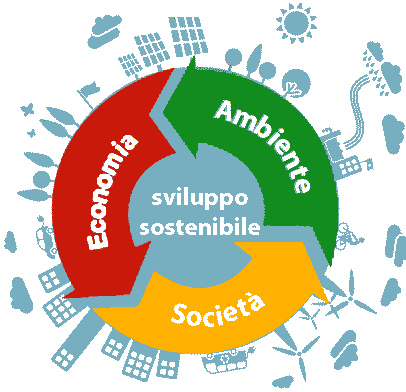 Economia
Ambiente
sviluppo
sostenibile
Società